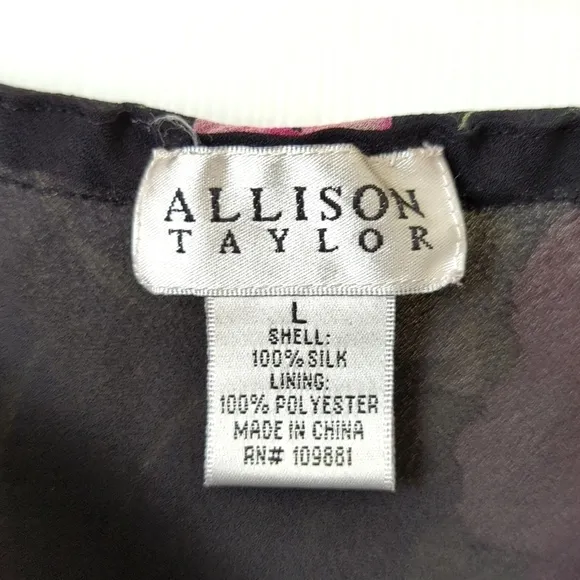 ALLISON
TAYLOR
L
SHELL:
100% SILK
LINING:
100% POLYESTER
MADE IN CHINA
RN# 109881